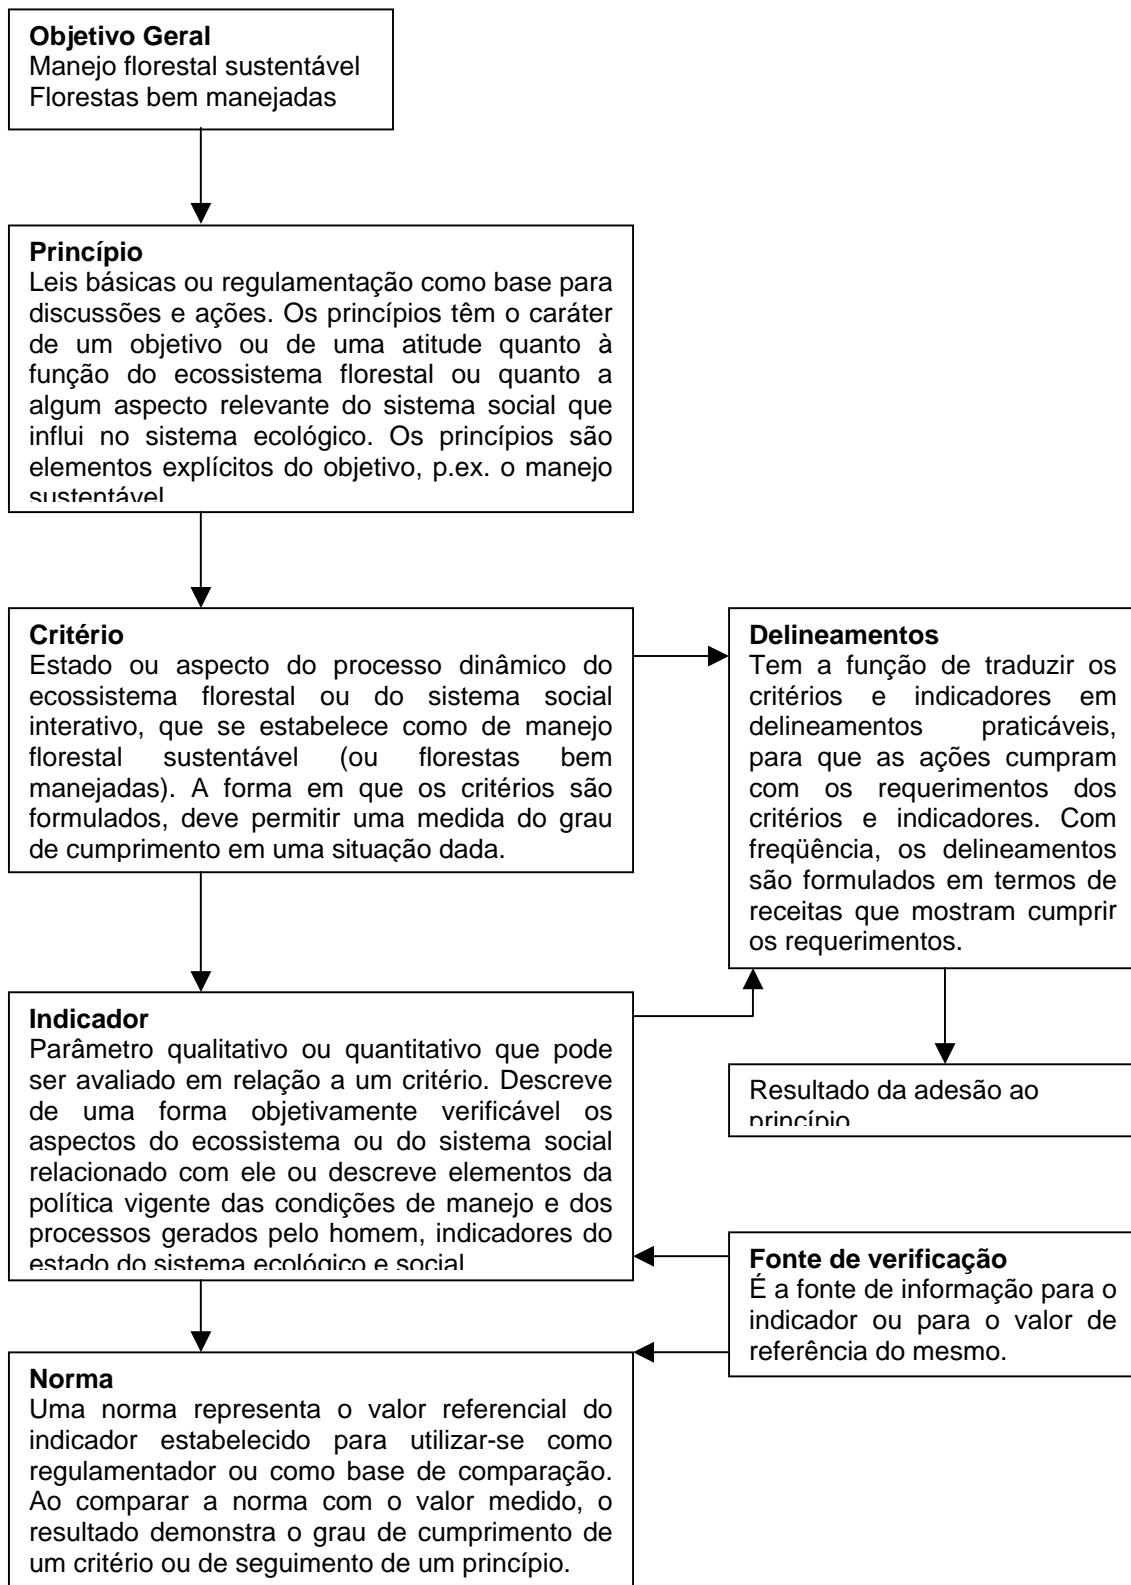 Objetivo Geral
Manejo florestal sustentável
Florestas bem manejadas
Princípio
Leis básicas ou regulamentação como base para
discussões e ações. Os princípios têm o caráter
de um objetivo ou de uma atitude quanto à
função do ecossistema florestal ou quanto a
algum aspecto relevante do sistema social que
influi no sistema ecológico. Os princípios são
elementos explícitos do objetivo, p.ex. o manejo
sustentável
Critério
Estado ou aspecto do processo dinâmico do
ecossistema florestal ou do sistema social
interativo, que se estabelece como de manejo
florestal sustentável (ou florestas bem
manejadas). A forma em que os critérios são
formulados, deve permitir uma medida do grau
de cumprimento em uma situação dada.
Delineamentos
Tem a função de traduzir os
critérios e indicadores em
delineamentos praticáveis,
para que as ações cumpram
com os requerimentos dos
critérios e indicadores. Com
freqüência, os delineamentos
são formulados em termos de
receitas que mostram cumprir
os requerimentos.
Indicador
Parâmetro qualitativo ou quantitativo que pode
ser avaliado em relação a um critério. Descreve
de uma forma objetivamente verificável os
aspectos do ecossistema ou do sistema social
relacionado com ele ou descreve elementos da
política vigente das condições de manejo e dos
processos gerados pelo homem, indicadores do
estado do sistema ecológico e social
Resultado da adesão ao
princípio
Fonte de verificação
É a fonte de informação para o
indicador ou para o valor de
referência do mesmo.
Norma
Uma norma representa o valor referencial do
indicador estabelecido para utilizar-se como
regulamentador ou como base de comparação.
Ao comparar a norma com o valor medido, o
resultado demonstra o grau de cumprimento de
um critério ou de seguimento de um princípio.